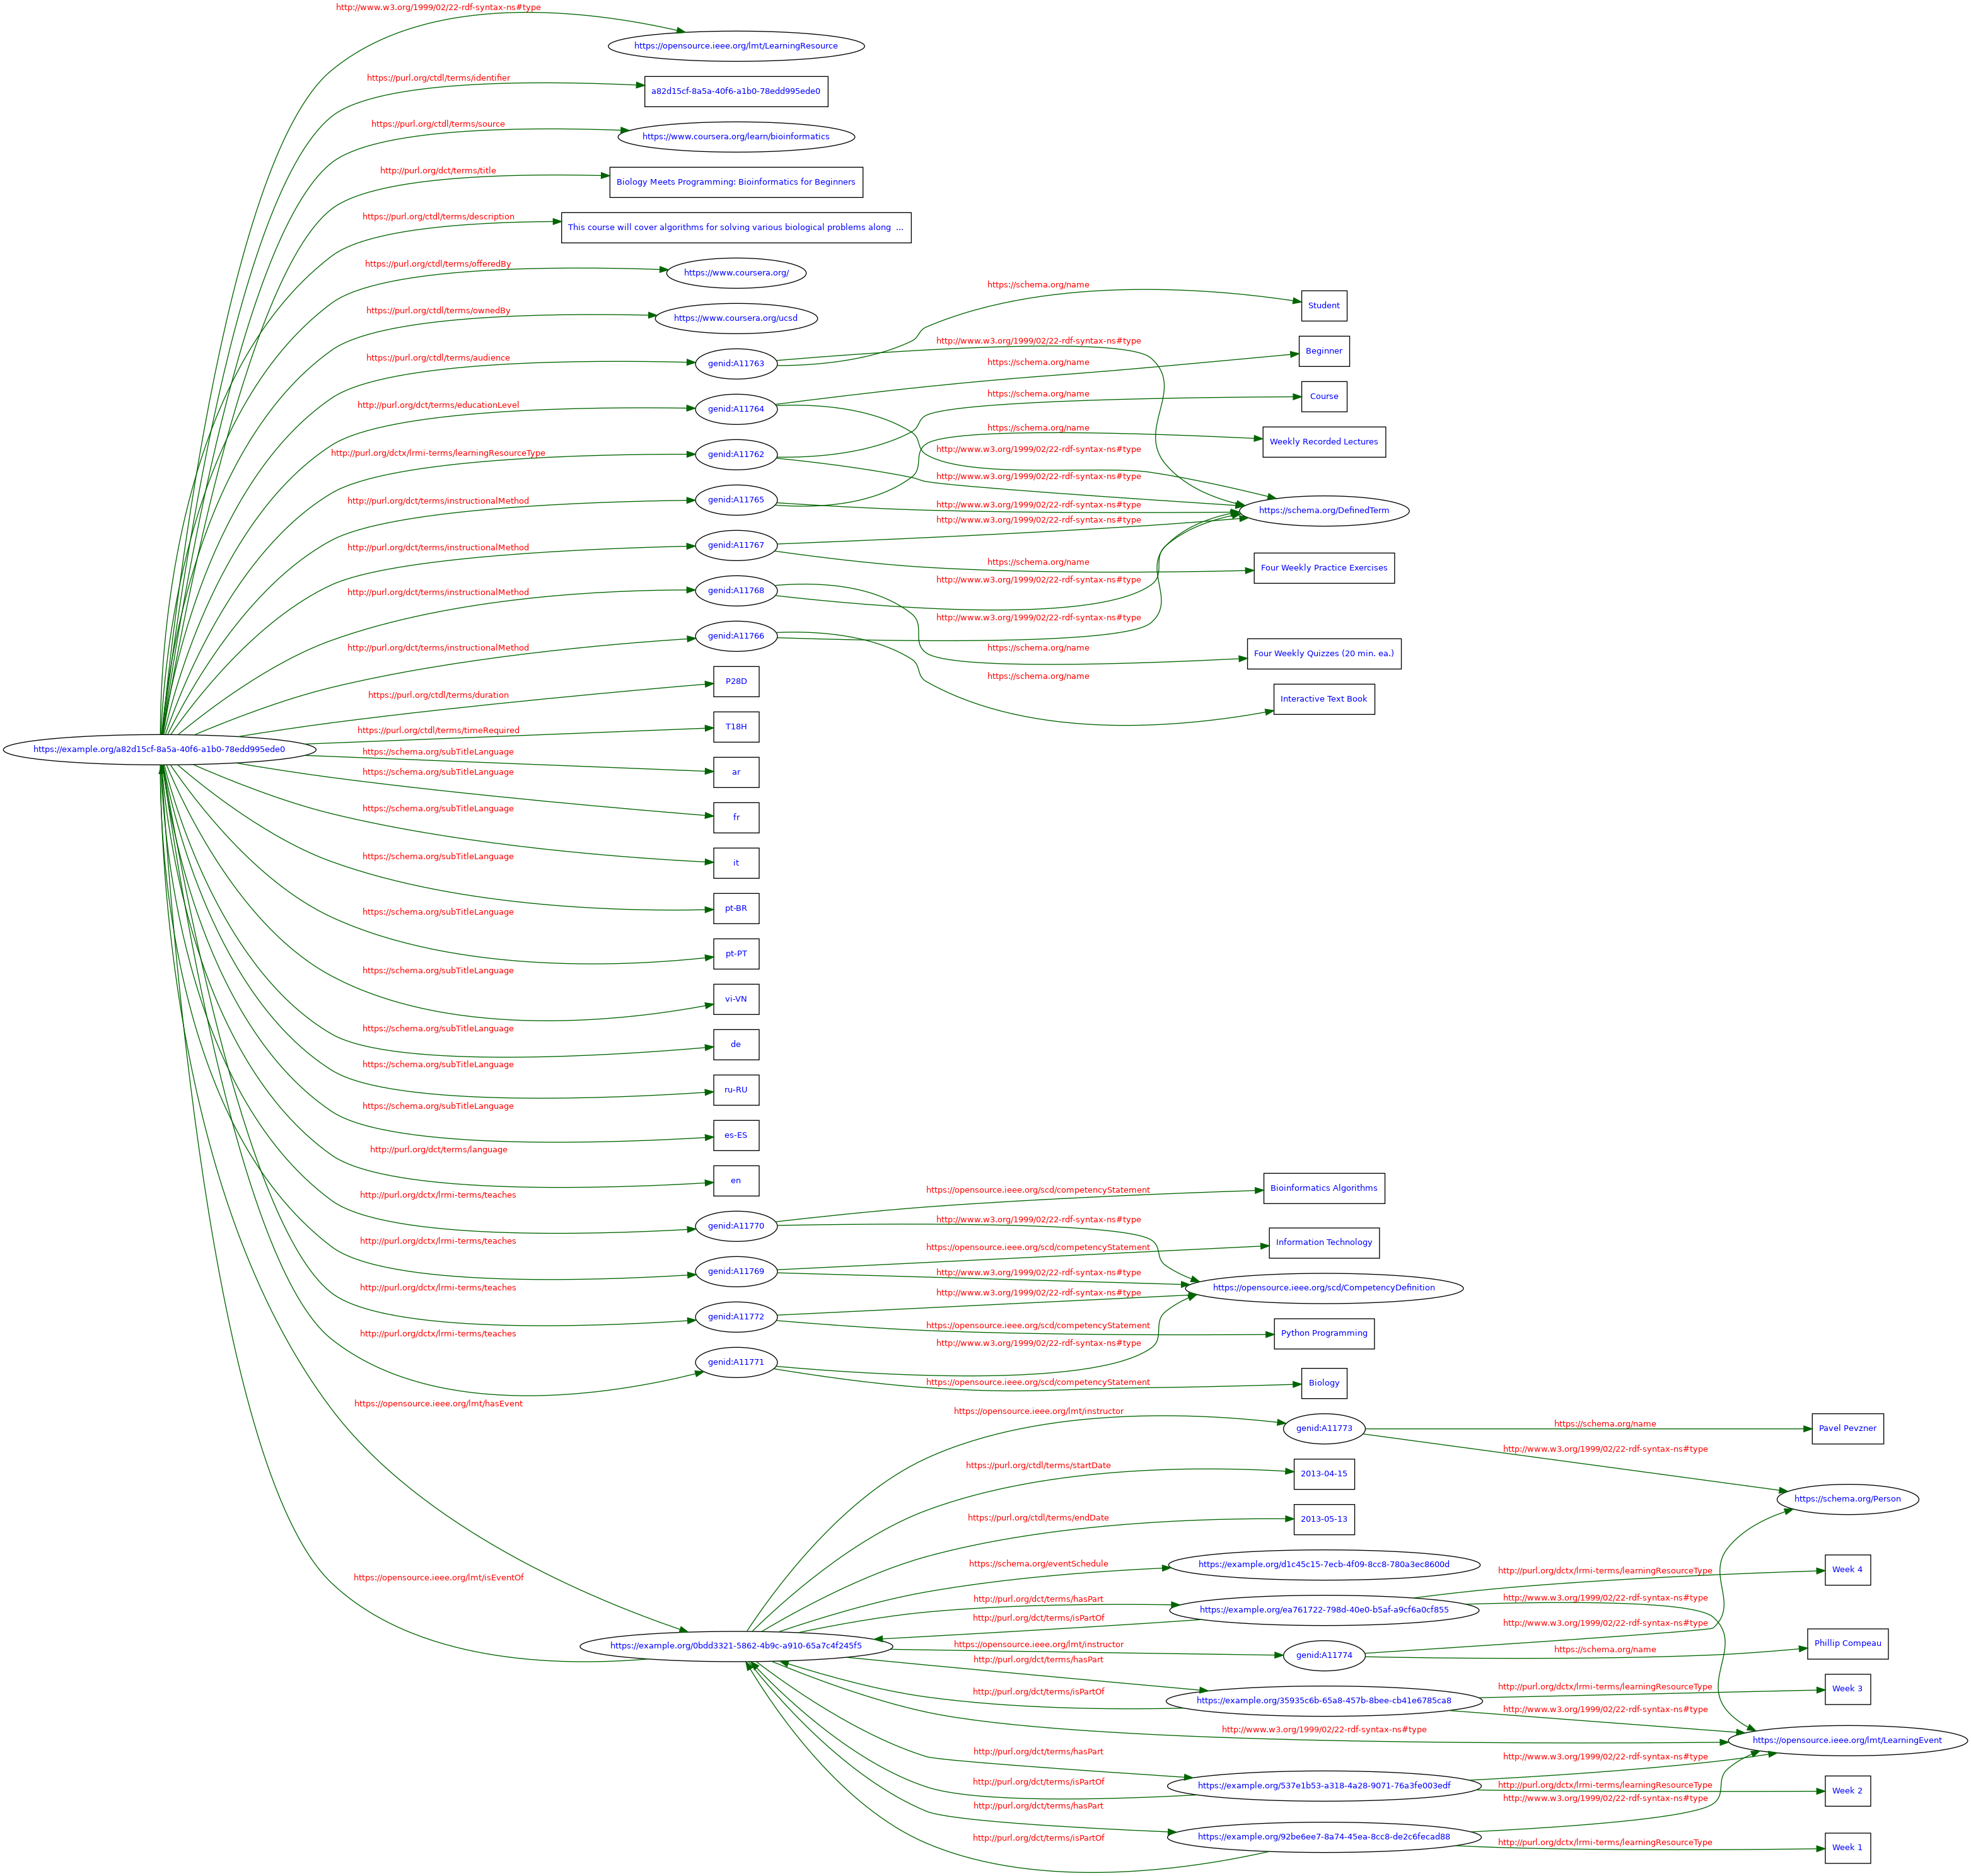 http://www.w3.org/1999/02/22-rdf-syntax-ns#type
https://opensource.ieee.org/lmt/LearningResource
https://purl.org/ctdl/terms/identifier
a82d15cf-8a5a-40f6-a1b0-78edd995ede0
https://purl.org/ctdl/terms/source
https://www.coursera.org/learn/bioinformatics
http://purl.org/dct/terms/title
Biology Meets Programming: Bioinformatics for Beginners
https://purl.org/ctdl/terms/description
This course will cover algorithms for solving various biological problems along ...
https://purl.org/ctdl/terms/offeredBy
https://www.coursera.org/
https://purl.org/ctdl/terms/ownedBy
https://www.coursera.org/ucsd
https://purl.org/ctdl/terms/audience
genid:A11763
https://schema.org/name
Student
http://www.w3.org/1999/02/22-rdf-syntax-ns#type
http://purl.org/dct/terms/educationLevel
genid:A11764
https://schema.org/name
Beginner
http://www.w3.org/1999/02/22-rdf-syntax-ns#type
http://purl.org/dctx/lrmi-terms/learningResourceType
genid:A11762
https://schema.org/name
Course
http://www.w3.org/1999/02/22-rdf-syntax-ns#type
http://purl.org/dct/terms/instructionalMethod
genid:A11765
https://schema.org/name
Weekly Recorded Lectures
http://www.w3.org/1999/02/22-rdf-syntax-ns#type
https://schema.org/DefinedTerm
http://purl.org/dct/terms/instructionalMethod
genid:A11767
http://www.w3.org/1999/02/22-rdf-syntax-ns#type
https://schema.org/name
Four Weekly Practice Exercises
http://purl.org/dct/terms/instructionalMethod
genid:A11768
http://www.w3.org/1999/02/22-rdf-syntax-ns#type
https://schema.org/name
Four Weekly Quizzes (20 min. ea.)
http://purl.org/dct/terms/instructionalMethod
genid:A11766
http://www.w3.org/1999/02/22-rdf-syntax-ns#type
https://schema.org/name
Interactive Text Book
https://purl.org/ctdl/terms/duration
P28D
https://purl.org/ctdl/terms/timeRequired
T18H
https://example.org/a82d15cf-8a5a-40f6-a1b0-78edd995ede0
https://schema.org/subTitleLanguage
ar
https://schema.org/subTitleLanguage
fr
https://schema.org/subTitleLanguage
it
https://schema.org/subTitleLanguage
pt-BR
https://schema.org/subTitleLanguage
pt-PT
https://schema.org/subTitleLanguage
vi-VN
https://schema.org/subTitleLanguage
de
https://schema.org/subTitleLanguage
ru-RU
https://schema.org/subTitleLanguage
es-ES
http://purl.org/dct/terms/language
en
http://purl.org/dctx/lrmi-terms/teaches
genid:A11770
https://opensource.ieee.org/scd/competencyStatement
Bioinformatics Algorithms
http://www.w3.org/1999/02/22-rdf-syntax-ns#type
http://purl.org/dctx/lrmi-terms/teaches
genid:A11769
https://opensource.ieee.org/scd/competencyStatement
Information Technology
http://www.w3.org/1999/02/22-rdf-syntax-ns#type
https://opensource.ieee.org/scd/CompetencyDefinition
http://purl.org/dctx/lrmi-terms/teaches
genid:A11772
http://www.w3.org/1999/02/22-rdf-syntax-ns#type
https://opensource.ieee.org/scd/competencyStatement
Python Programming
http://purl.org/dctx/lrmi-terms/teaches
genid:A11771
http://www.w3.org/1999/02/22-rdf-syntax-ns#type
https://opensource.ieee.org/scd/competencyStatement
Biology
https://opensource.ieee.org/lmt/hasEvent
https://opensource.ieee.org/lmt/instructor
genid:A11773
https://schema.org/name
Pavel Pevzner
http://www.w3.org/1999/02/22-rdf-syntax-ns#type
https://purl.org/ctdl/terms/startDate
2013-04-15
https://schema.org/Person
https://purl.org/ctdl/terms/endDate
2013-05-13
https://opensource.ieee.org/lmt/isEventOf
https://schema.org/eventSchedule
https://example.org/d1c45c15-7ecb-4f09-8cc8-780a3ec8600d
http://purl.org/dctx/lrmi-terms/learningResourceType
Week 4
http://purl.org/dct/terms/hasPart
https://example.org/ea761722-798d-40e0-b5af-a9cf6a0cf855
http://www.w3.org/1999/02/22-rdf-syntax-ns#type
http://purl.org/dct/terms/isPartOf
http://www.w3.org/1999/02/22-rdf-syntax-ns#type
https://example.org/0bdd3321-5862-4b9c-a910-65a7c4f245f5
https://opensource.ieee.org/lmt/instructor
genid:A11774
https://schema.org/name
Phillip Compeau
http://purl.org/dct/terms/hasPart
http://purl.org/dct/terms/isPartOf
https://example.org/35935c6b-65a8-457b-8bee-cb41e6785ca8
http://purl.org/dctx/lrmi-terms/learningResourceType
Week 3
http://www.w3.org/1999/02/22-rdf-syntax-ns#type
http://www.w3.org/1999/02/22-rdf-syntax-ns#type
https://opensource.ieee.org/lmt/LearningEvent
http://purl.org/dct/terms/hasPart
http://www.w3.org/1999/02/22-rdf-syntax-ns#type
http://purl.org/dct/terms/isPartOf
https://example.org/537e1b53-a318-4a28-9071-76a3fe003edf
http://purl.org/dctx/lrmi-terms/learningResourceType
Week 2
http://www.w3.org/1999/02/22-rdf-syntax-ns#type
http://purl.org/dct/terms/hasPart
http://purl.org/dct/terms/isPartOf
https://example.org/92be6ee7-8a74-45ea-8cc8-de2c6fecad88
http://purl.org/dctx/lrmi-terms/learningResourceType
Week 1